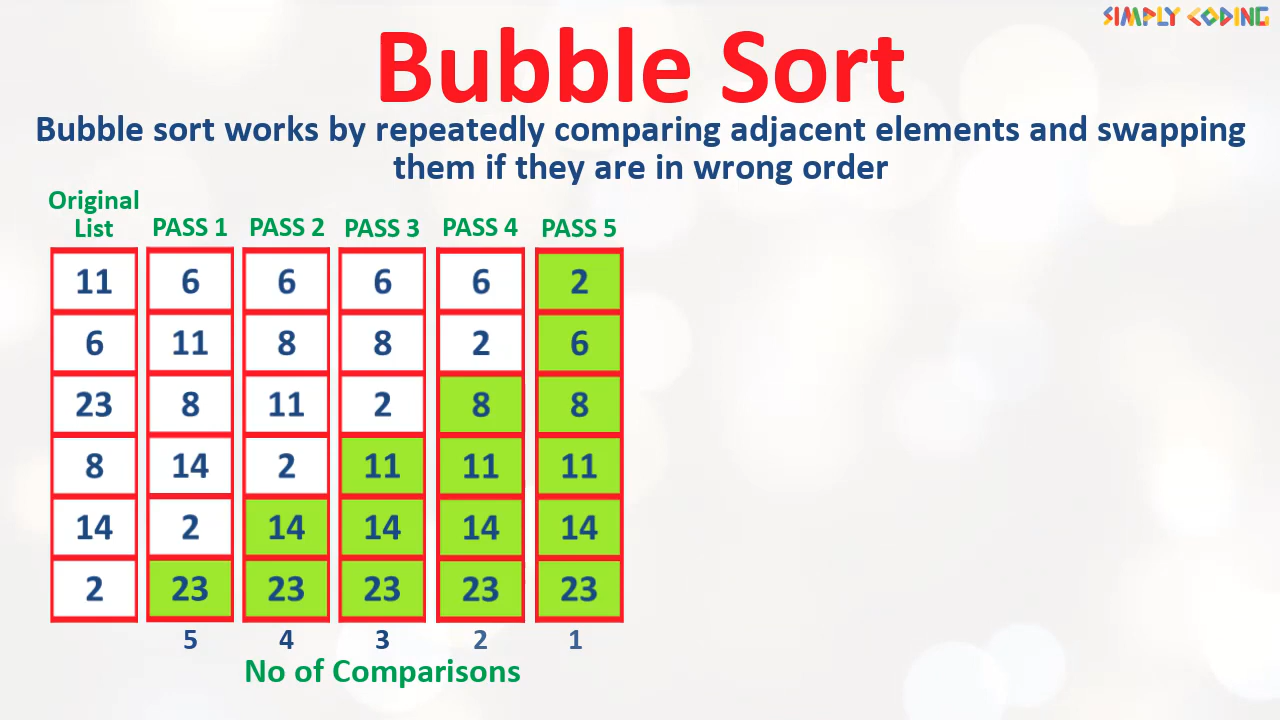 SIMPLY CODING
Bubble Sort
Bubble sort works by repeatedly comparing adjacent elements and swapping
them if they are in wrong order
Original
List PASS 1 PASS 2 PASS 3 PASS 4 PASS 5
11 6 6 6 6 2
6 11 8 8 2 6
23 8 11 2 8 8
8 14 2 11 11 11
14 2 14 14 14 14
2 23 23 23 23 23
5 4 3 2 1
No of Comparisons